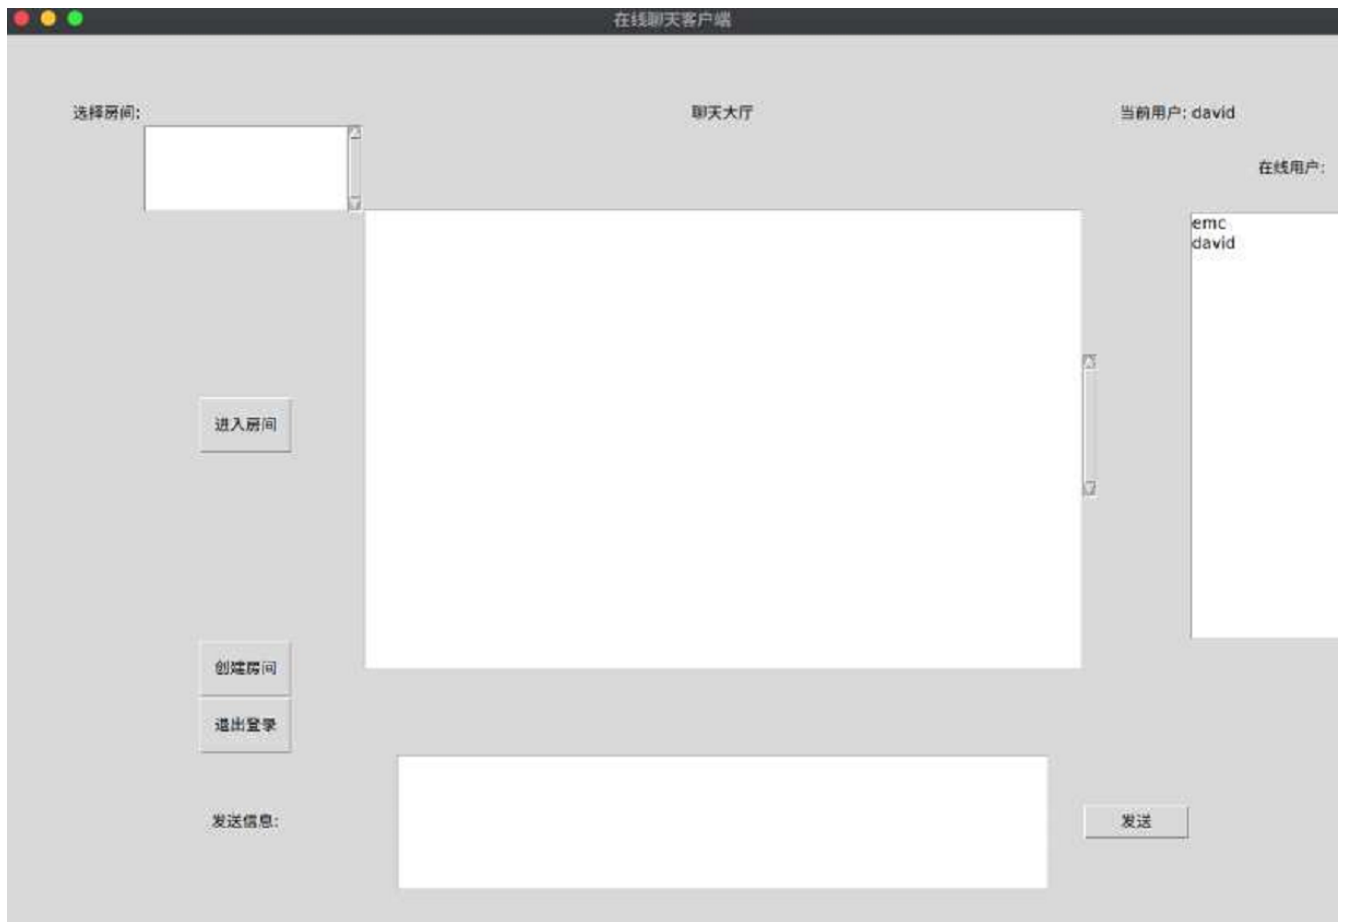 在线聊天客户端
选择房间:
聊天大厅
当前用户: david
在线用户:
emc
david
进入房间
创建房间
退出登录
发送信息:
发送